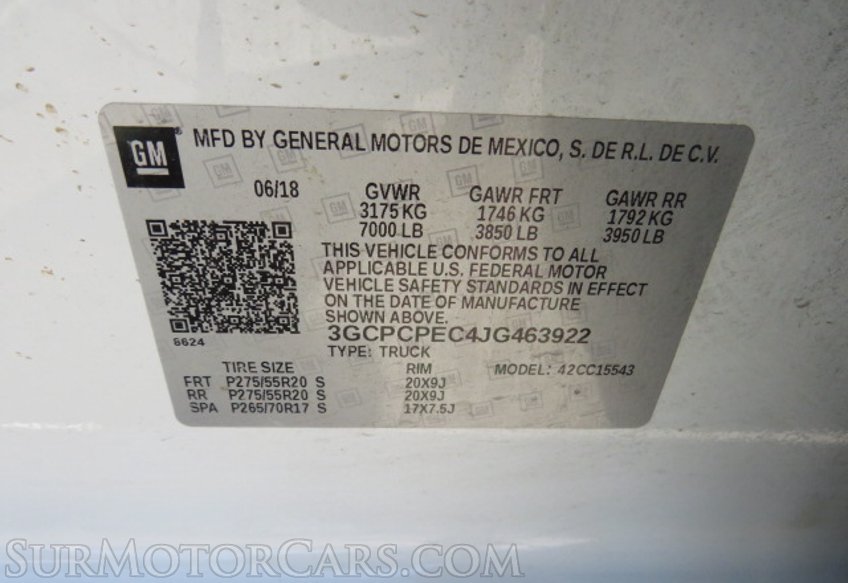 GM® MFD BY GENERAL MOTORS DE MEXICO, S. DE R.L. DE C.V.
06/18 GVWR GAWR FRT GAWR RR
3175 KG 1746 KG 1792 KG
7000 LB 3850 LB 3950 LB
THIS VEHICLE CONFORMS TO ALL
APPLICABLE U.S. FEDERAL MOTOR
VEHICLE SAFETY STANDARDS IN EFFECT
ON THE DATE OF MANUFACTURE
SHOWN ABOVE.
6624 3GCPCPEC4JG463922
TYPE: TRUCK MODEL: 42CC15543
TIRE SIZE RIM
FRT P275/55R20 S 20X9J
RR P275/55R20 S 20X9J
SPA P265/70R17 S 17X7.5J
SurMotorCars.com